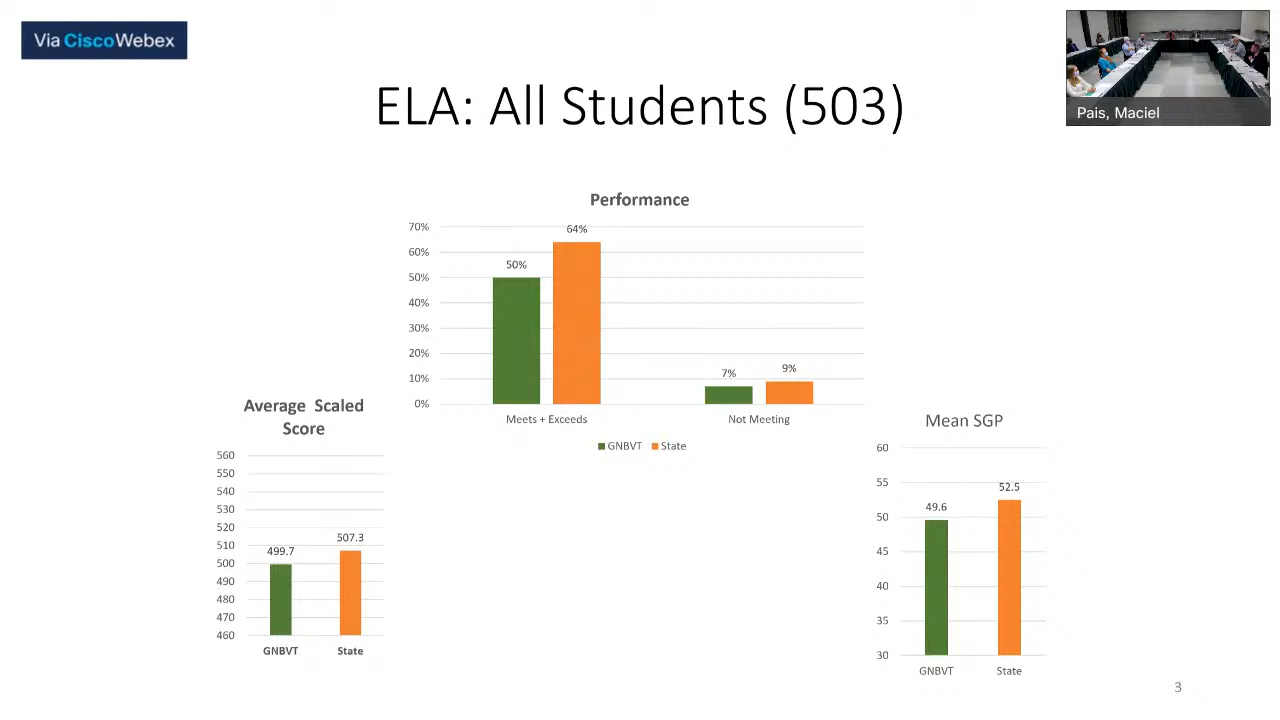 Via CiscoWebex
Pais, Maciel
ELA: All Students (503)
Performance
70%
60%
50%
40%
30%
20%
10%
0%
50%
64%
7%
9%
Meets + Exceeds
Not Meeting
GNBVT State
Average Scaled
Score
560
550
540
530
520
510
500
490
480
470
460
499.7
507.3
GNBVT
State
Mean SGP
60
55
50
45
40
35
30
49.6
52.5
GNBVT
State
3